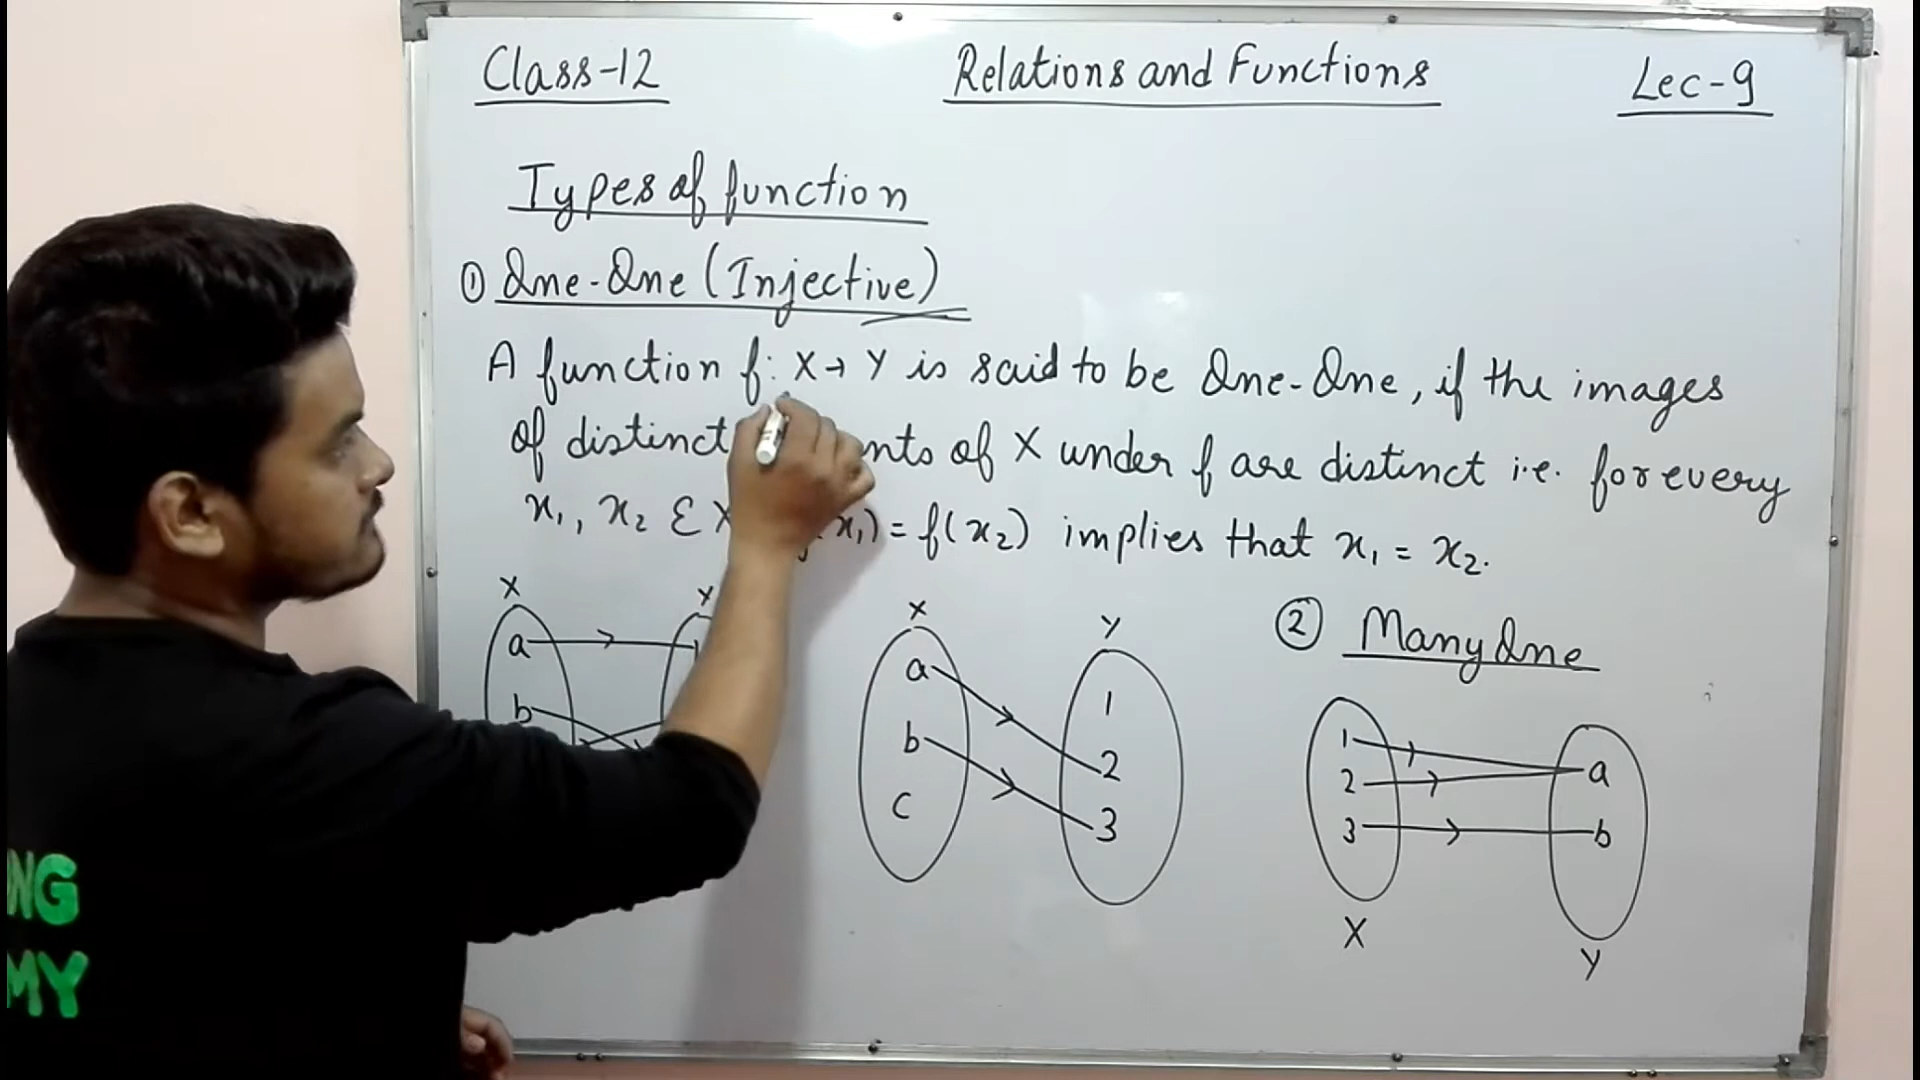 Class-12 Relations and Functions Lec-9
Types of function
① One-One (Injective)
A function f: X → Y is said to be One-One, if the images
of distinct of X under f are distinct i.e. for every
x₁, x₂ Ɛ X = f(x₂) implies that x₁ = x₂.
X
a
b
X Y
a 1
b 2
c 3
② Many One
1 a
2 b
3
X Y
NG
MY